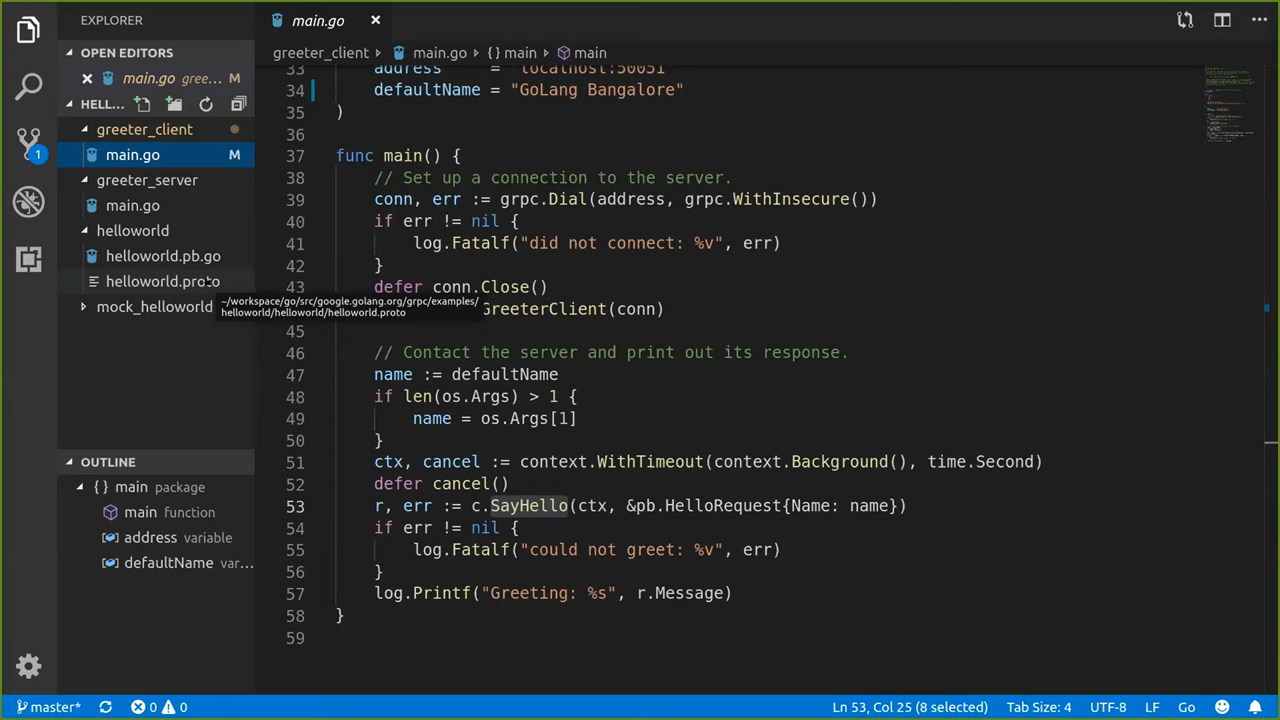 EXPLORER
OPEN EDITORS
main.go gree... M
HELL...
greeter_client
main.go M
greeter_server
main.go
helloworld
helloworld.pb.go
helloworld.proto
mock_helloworld
~/workspace/go/src/google.golang.org/grpc/examples/
helloworld/helloworld/helloworld.proto
OUTLINE
main package
main function
address variable
defaultName var...
main.go
greeter_client main.go { } main main
33 address = "localhost:50051"
34 defaultName = "GoLang Bangalore"
35 )
36
37 func main() {
38 // Set up a connection to the server.
39 conn, err := grpc.Dial(address, grpc.WithInsecure())
40 if err != nil {
41 log.Fatalf("did not connect: %v", err)
42 }
43 defer conn.Close()
GreeterClient(conn)
45
46 // Contact the server and print out its response.
47 name := defaultName
48 if len(os.Args) > 1 {
49 name = os.Args[1]
50 }
51 ctx, cancel := context.WithTimeout(context.Background(), time.Second)
52 defer cancel()
53 r, err := c.SayHello(ctx, &pb.HelloRequest{Name: name})
54 if err != nil {
55 log.Fatalf("could not greet: %v", err)
56 }
57 log.Printf("Greeting: %s", r.Message)
58 }
59
1
master* 0 0 Ln 53, Col 25 (8 selected) Tab Size: 4 UTF-8 LF Go